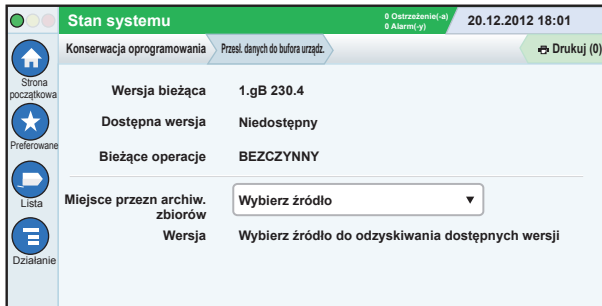 Stan systemu
0 Ostrzeżenie(-a)
0 Alarm(-y)
20.12.2012 18:01
Konserwacja oprogramowania
Przesł. danych do bufora urządz.
Drukuj (0)
Strona
początkowa
Preferowane
Lista
Działanie
Wersja bieżąca 1.gB 230.4
Dostępna wersja Niedostępny
Bieżące operacje BEZCZYNNY
Miejsce przezn archiw.
zbiorów
Wybierz źródło
Wersja Wybierz źródło do odzyskiwania dostępnych wersji